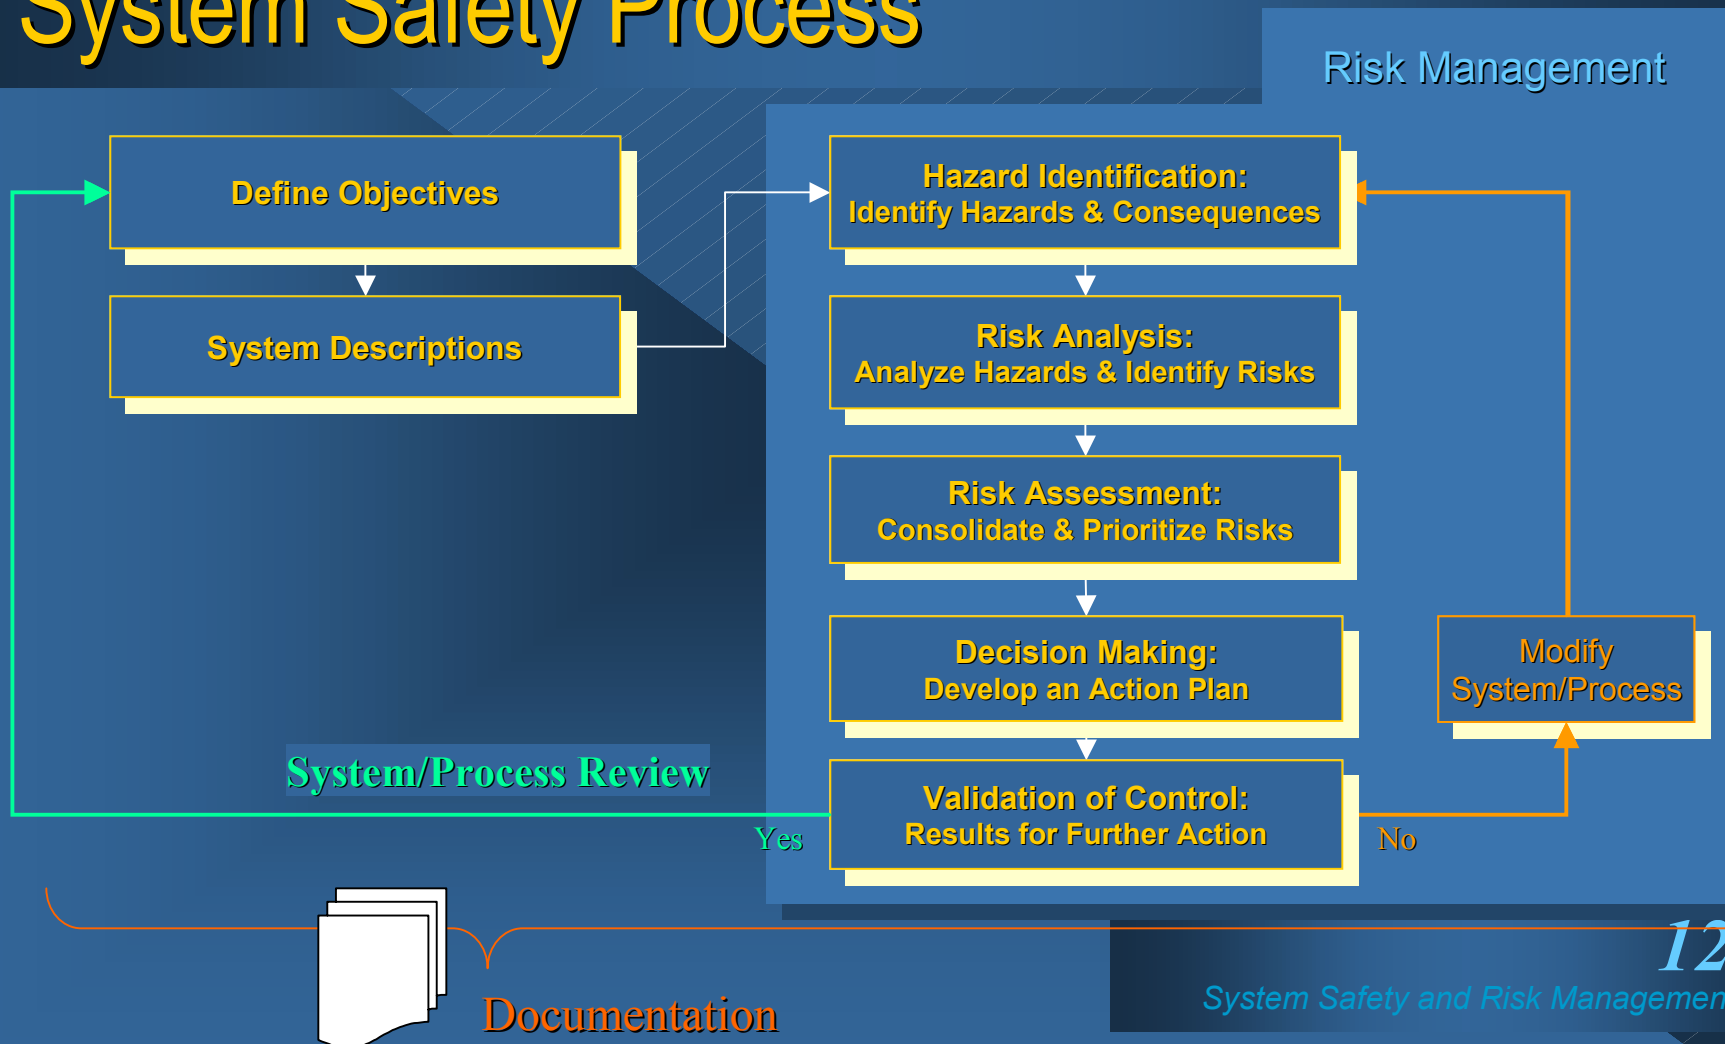 System Safety Process
Risk Management
Define Objectives
System Descriptions
Hazard Identification:
Identify Hazards & Consequences
Risk Analysis:
Analyze Hazards & Identify Risks
Risk Assessment:
Consolidate & Prioritize Risks
Decision Making:
Develop an Action Plan
Modify
System/Process
System/Process Review
Validation of Control:
Results for Further Action
Yes
No
Documentation
12
System Safety and Risk Managemen